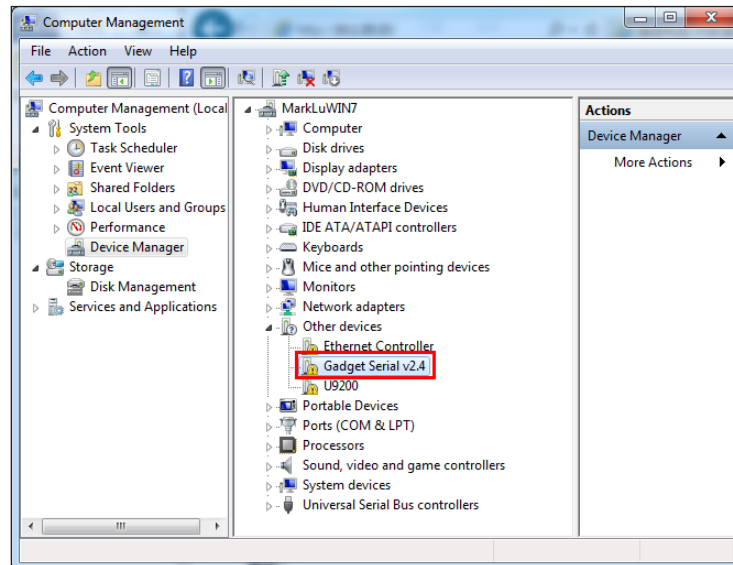 Computer Management
File Action View Help
Computer Management (Local
System Tools
Task Scheduler
Event Viewer
Shared Folders
Local Users and Groups
Performance
Device Manager
Storage
Disk Management
Services and Applications
MarkLuWIN7
Computer
Disk drives
Display adapters
DVD/CD-ROM drives
Human Interface Devices
IDE ATA/ATAPI controllers
Keyboards
Mice and other pointing devices
Monitors
Network adapters
Other devices
Ethernet Controller
Gadget Serial v2.4
U9200
Portable Devices
Ports (COM & LPT)
Processors
Sound, video and game controllers
System devices
Universal Serial Bus controllers
Actions
Device Manager
More Actions